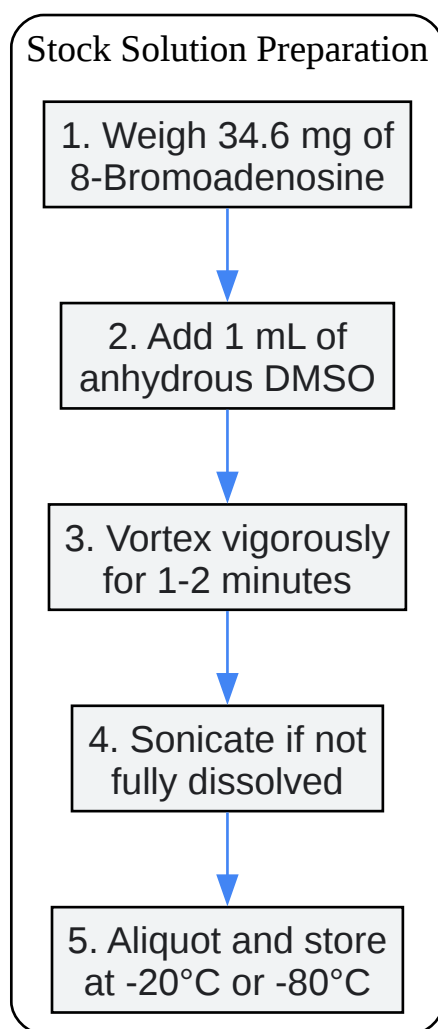 Stock Solution Preparation
1. Weigh 34.6 mg of
8-Bromoadenosine
2. Add 1 mL of
anhydrous DMSO
3. Vortex vigorously
for 1-2 minutes
4. Sonicate if not
fully dissolved
5. Aliquot and store
at -20°C or -80°C